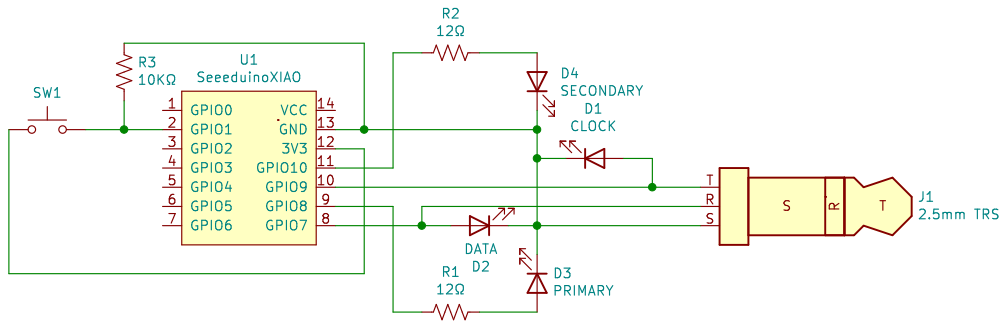 R2
12Ω
U1
SeeeduinoXIAO
R3
10KΩ
SW1
D4
SECONDARY
D1
CLOCK
1 GPIO0 VCC 14
2 GPIO1 GND 13
3 GPIO2 3V3 12
4 GPIO3 GPIO10 11
5 GPIO4 GPIO9 10
6 GPIO5 GPIO8 9
7 GPIO6 GPIO7 8
T
R
S
S R T
J1
2.5mm TRS
DATA
D2
R1
12Ω
D3
PRIMARY